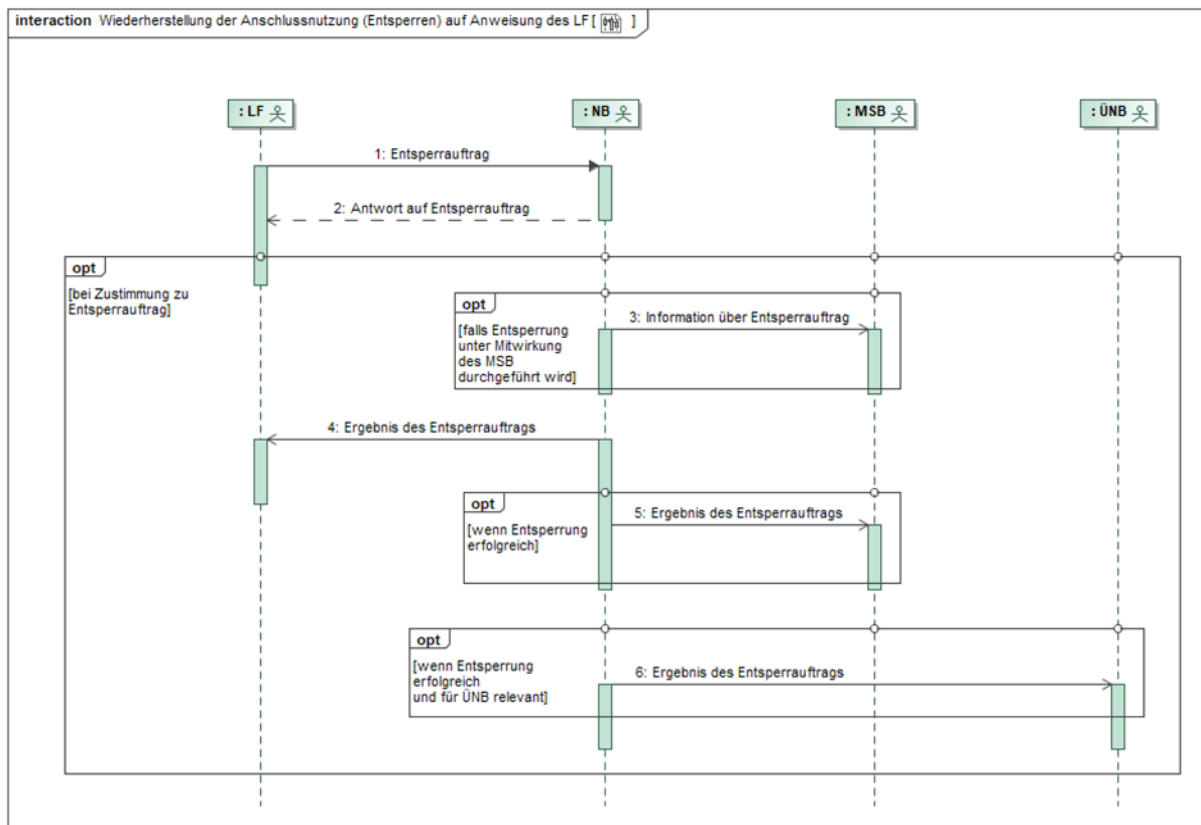 interaction Wiederherstellung der Anschlussnutzung (Entsperren) auf Anweisung des LF [ ]
: LF
: NB
: MSB
: ÜNB
1: Entsperrauftrag
2: Antwort auf Entsperrauftrag
opt
[bei Zustimmung zu
Entsperrauftrag]
opt
[falls Entsperrung
unter Mitwirkung
des MSB
durchgeführt wird]
3: Information über Entsperrauftrag
4: Ergebnis des Entsperrauftrags
opt
[wenn Entsperrung
erfolgreich]
5: Ergebnis des Entsperrauftrags
opt
[wenn Entsperrung
erfolgreich
und für ÜNB relevant]
6: Ergebnis des Entsperrauftrags